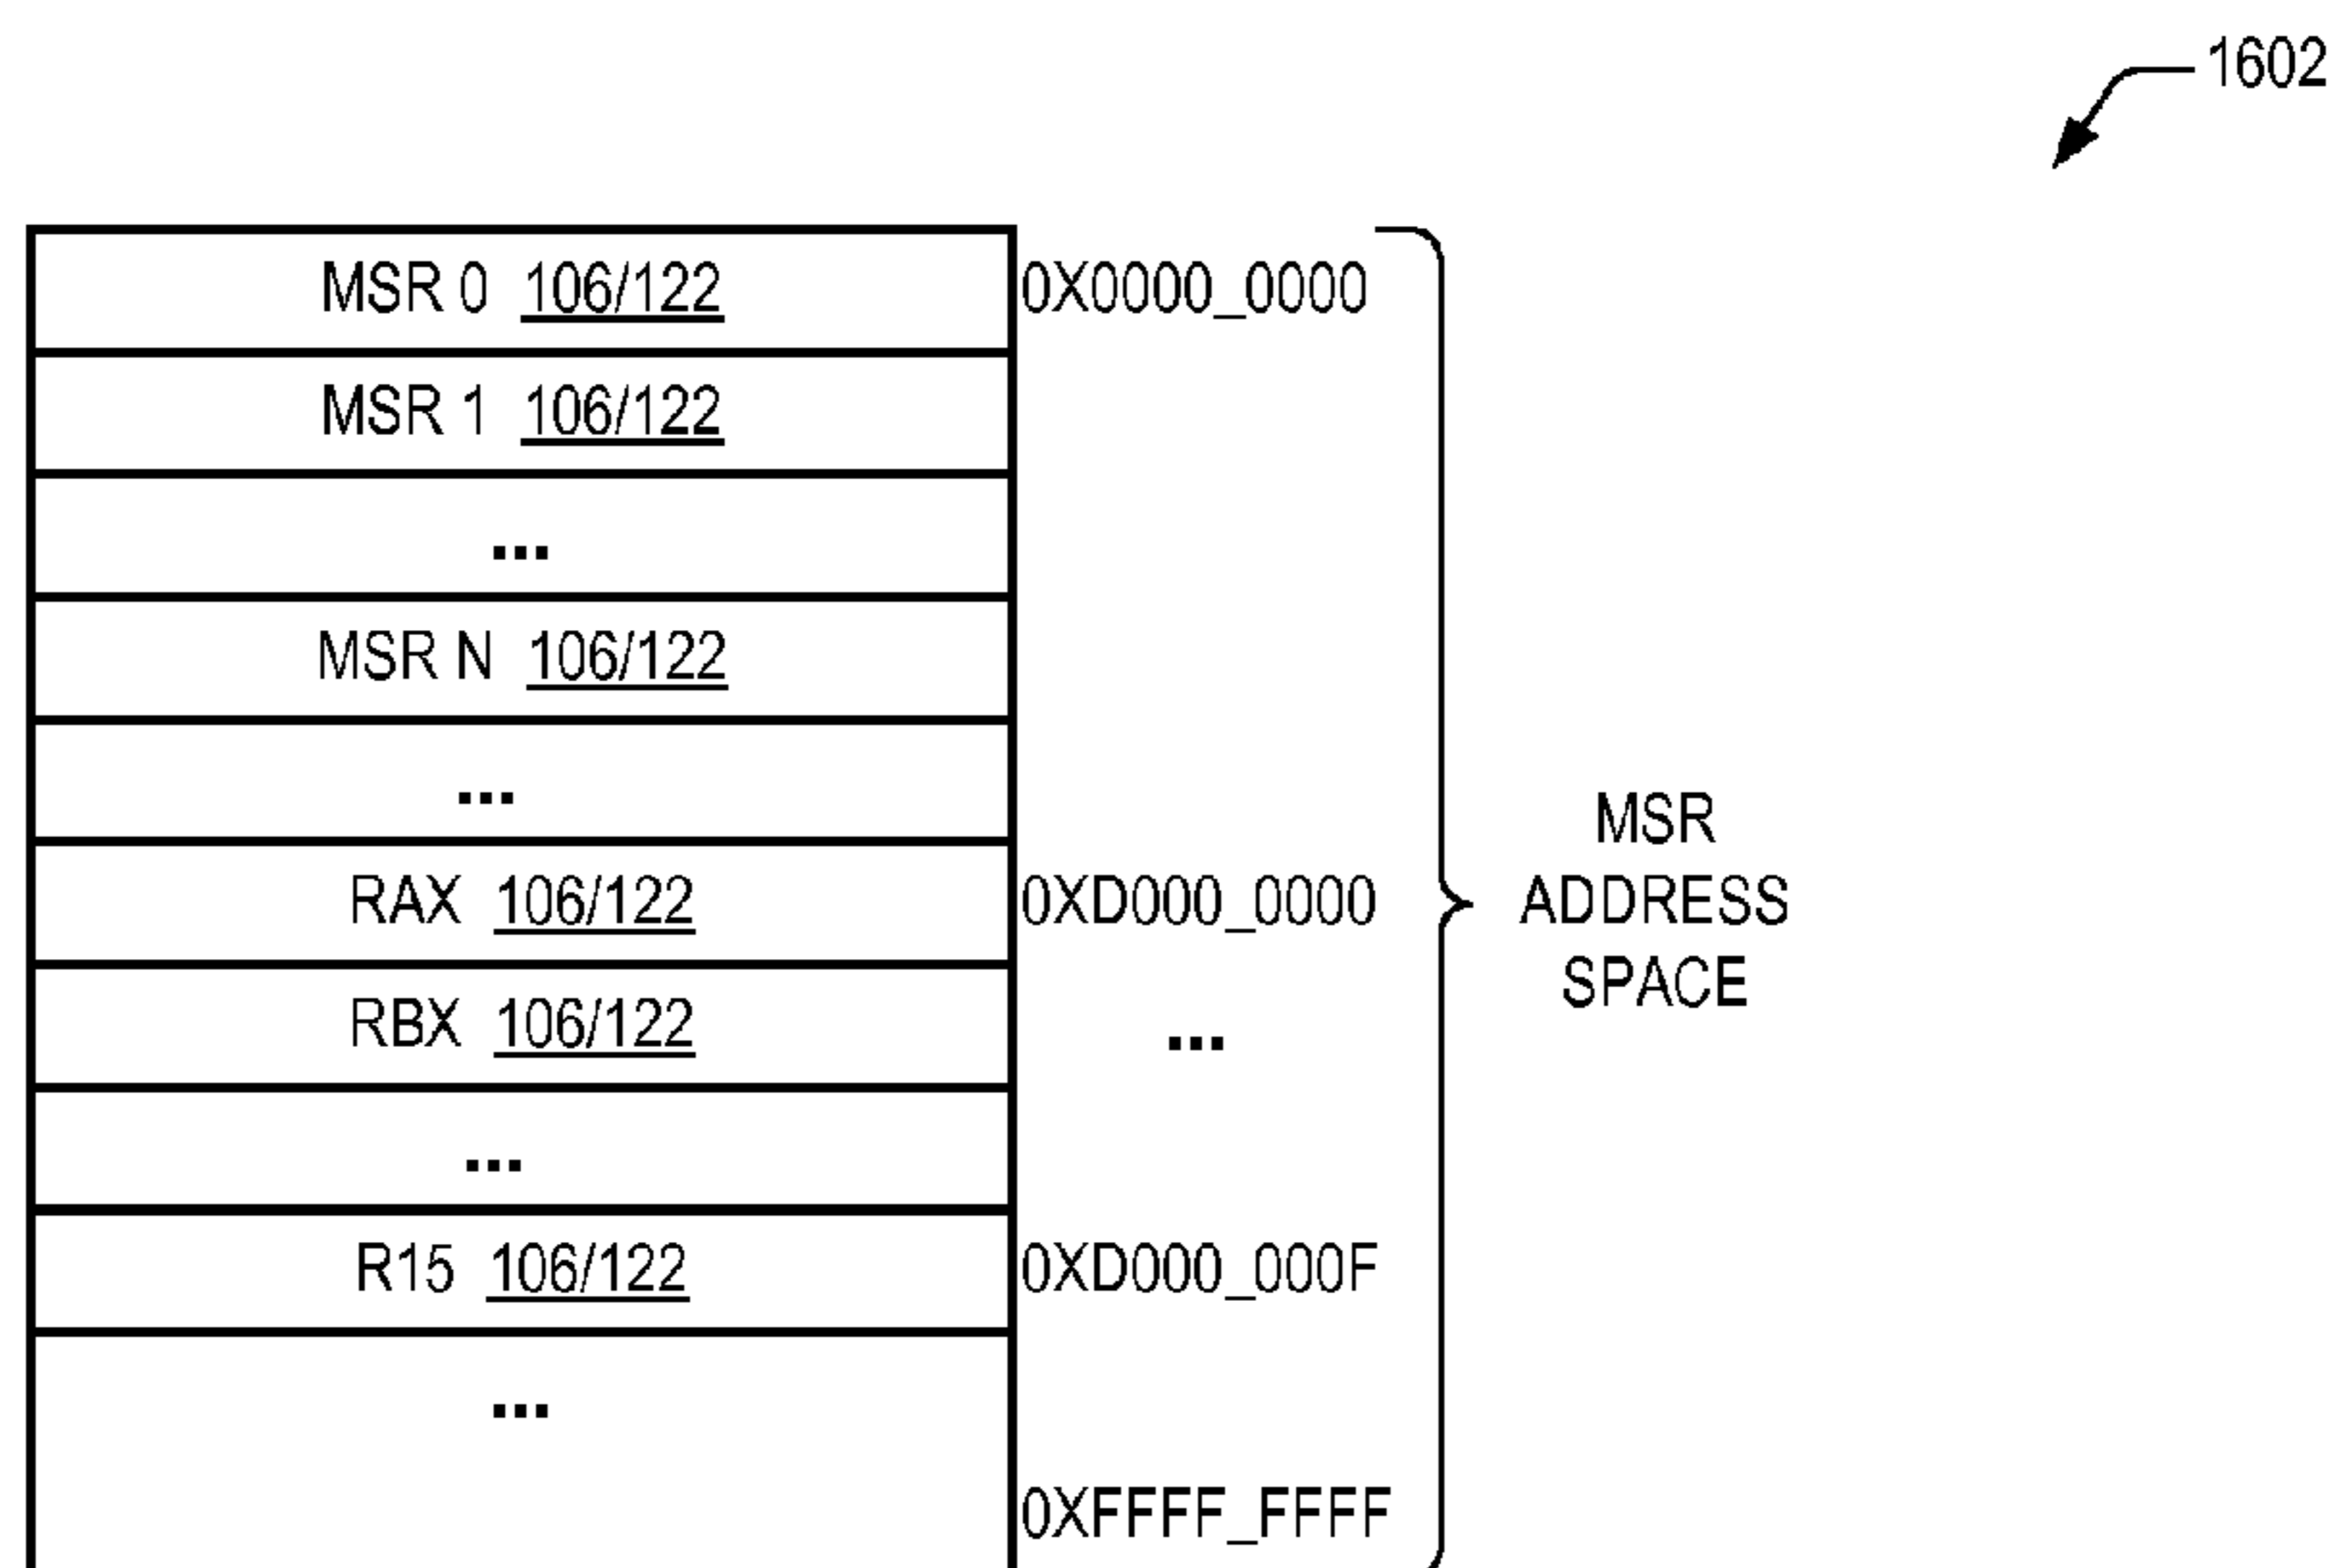 1602
MSR 0 106/122 0X0000_0000
MSR 1 106/122
...
MSR N 106/122
...
MSR
ADDRESS
SPACE
RAX 106/122 0XD000_0000
RBX 106/122 ...
...
R15 106/122 0XD000_000F
...
0XFFFF_FFFF